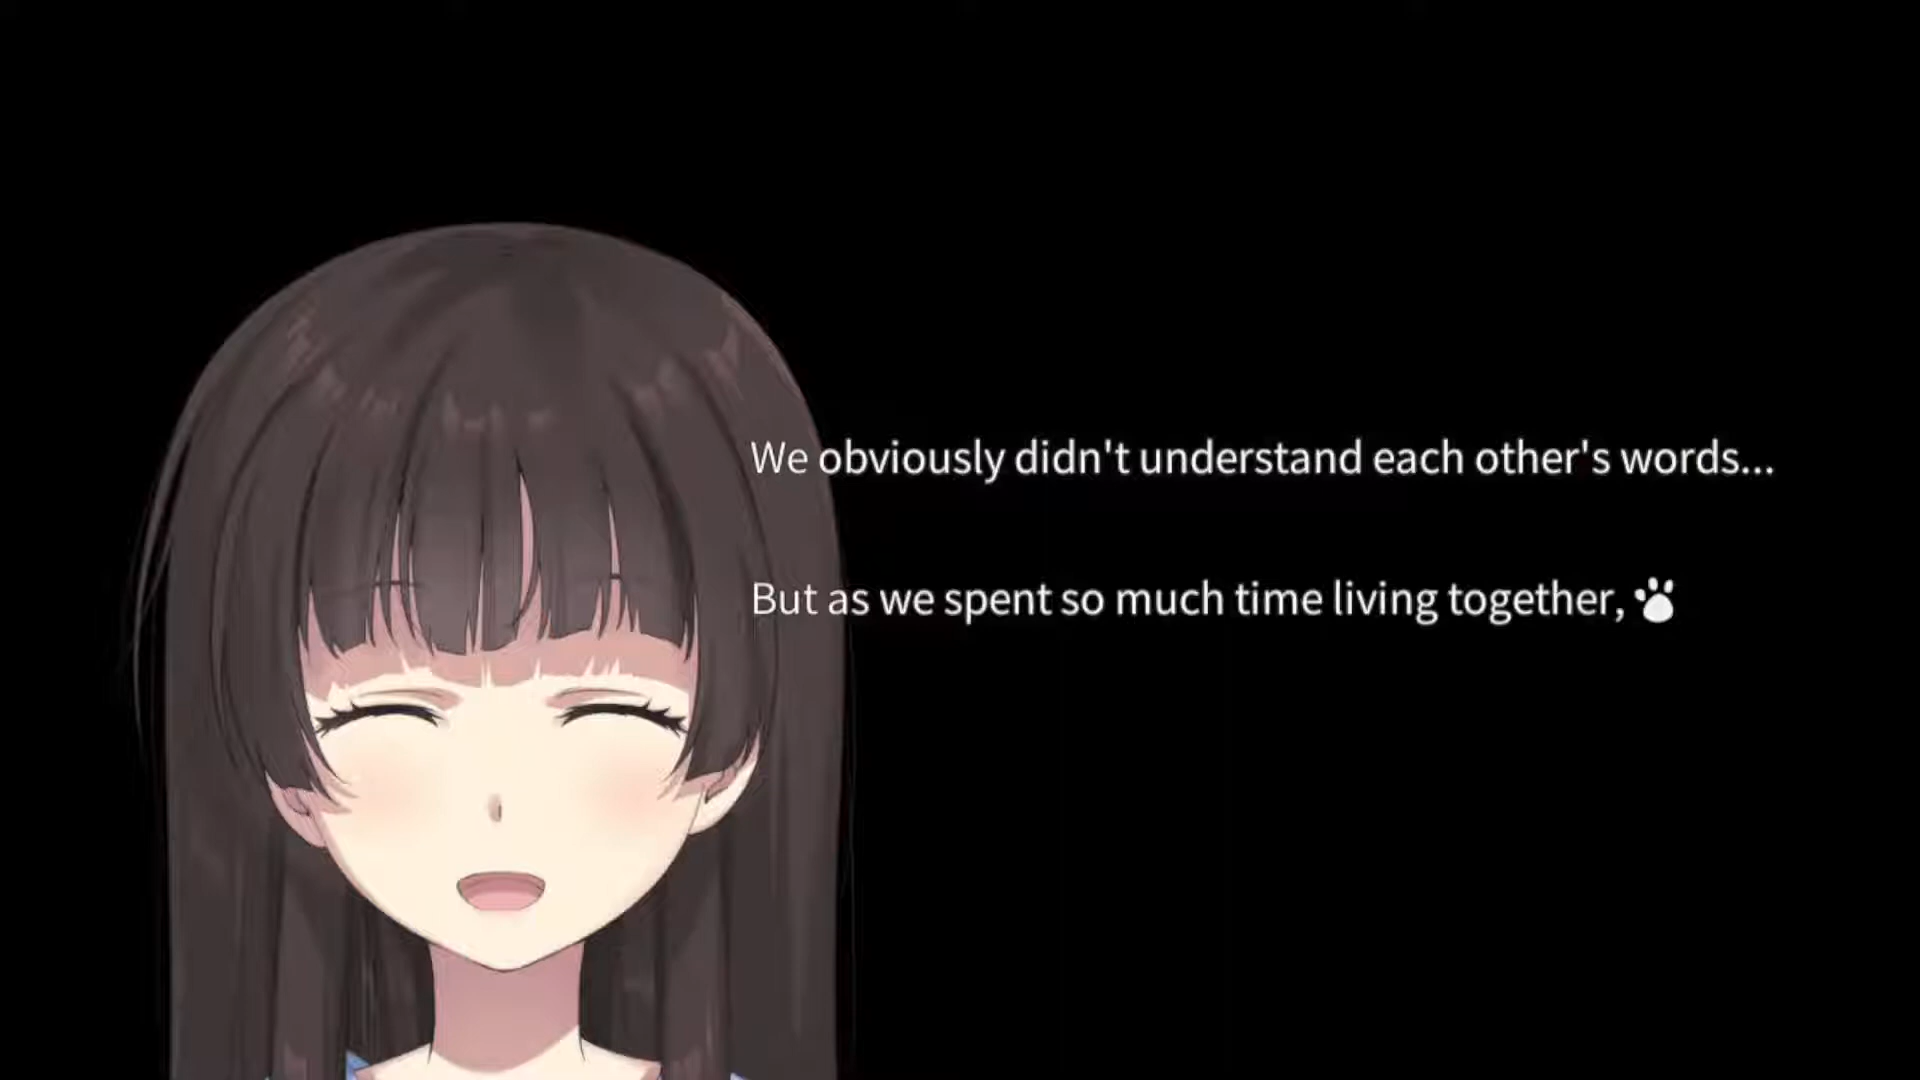 We obviously didn't understand each other's words...
But as we spent so much time living together,